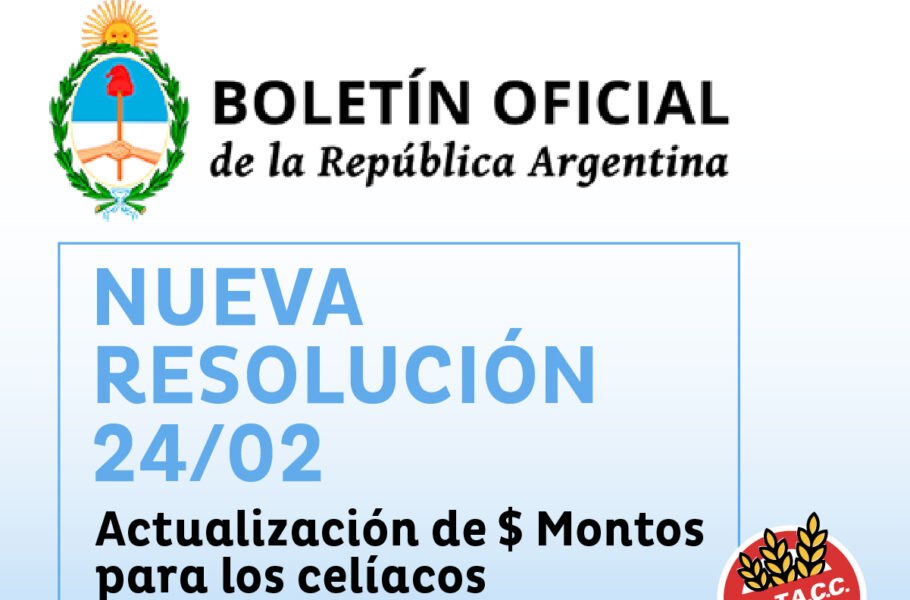 BOLETÍN OFICIAL
de la República Argentina
NUEVA
RESOLUCIÓN
24/02
Actualización de $ Montos
para los celíacos
T.A.C.C.